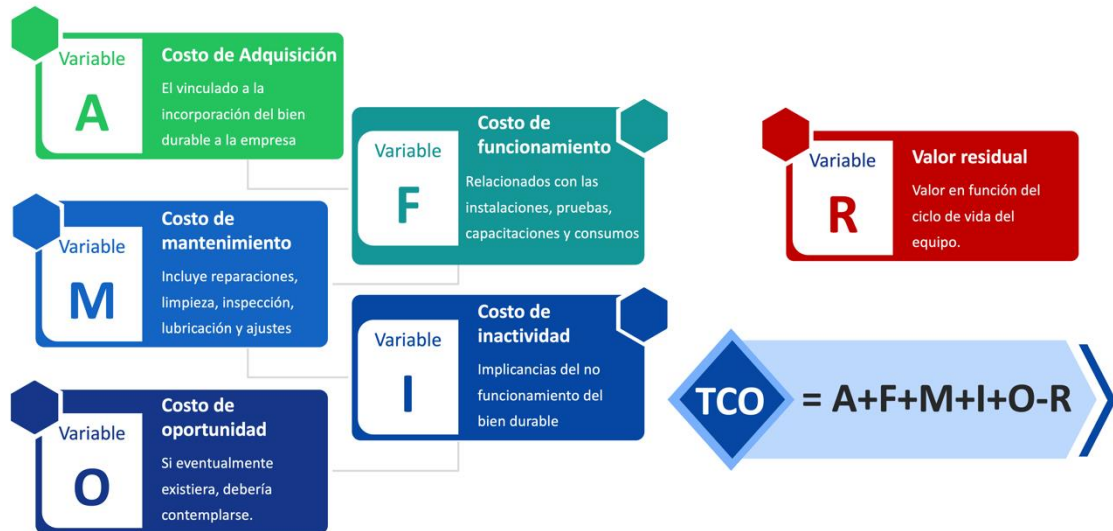 Variable
A
Costo de Adquisición
El vinculado a la
incorporación del bien
durable a la empresa
Variable
F
Costo de
funcionamiento
Relacionados con las
instalaciones, pruebas,
capacitaciones y consumos
Variable
M
Costo de
mantenimiento
Incluye reparaciones,
limpieza, inspección,
lubricación y ajustes
Variable
I
Costo de
inactividad
Implicancias del no
funcionamiento del
bien durable
Variable
O
Costo de
oportunidad
Si eventualmente
existiera, debería
contemplarse.
Variable
R
Valor residual
Valor en función del
ciclo de vida del
equipo.
TCO = A+F+M+I+O-R